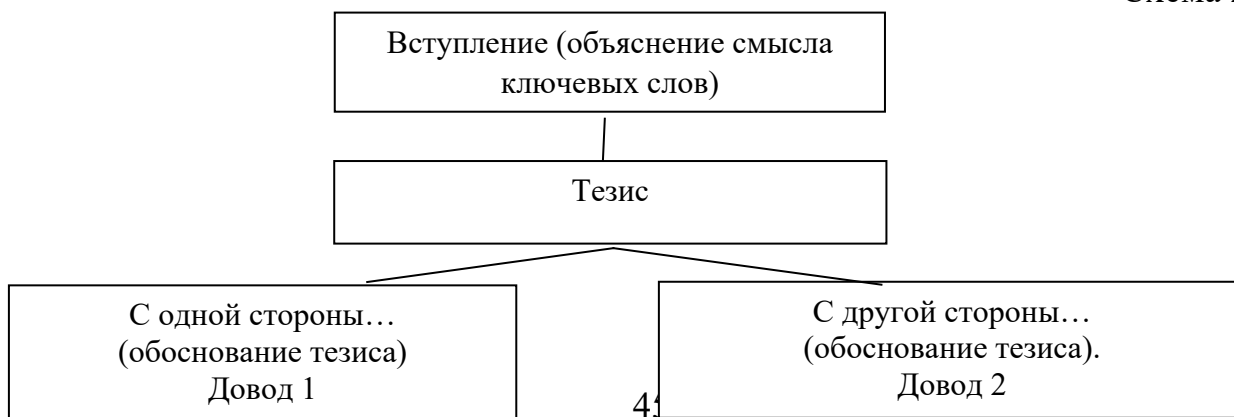 Вступление (объяснение смысла
ключевых слов)
Тезис
С одной стороны…
(обоснование тезиса)
Довод 1
С другой стороны…
(обоснование тезиса).
Довод 2